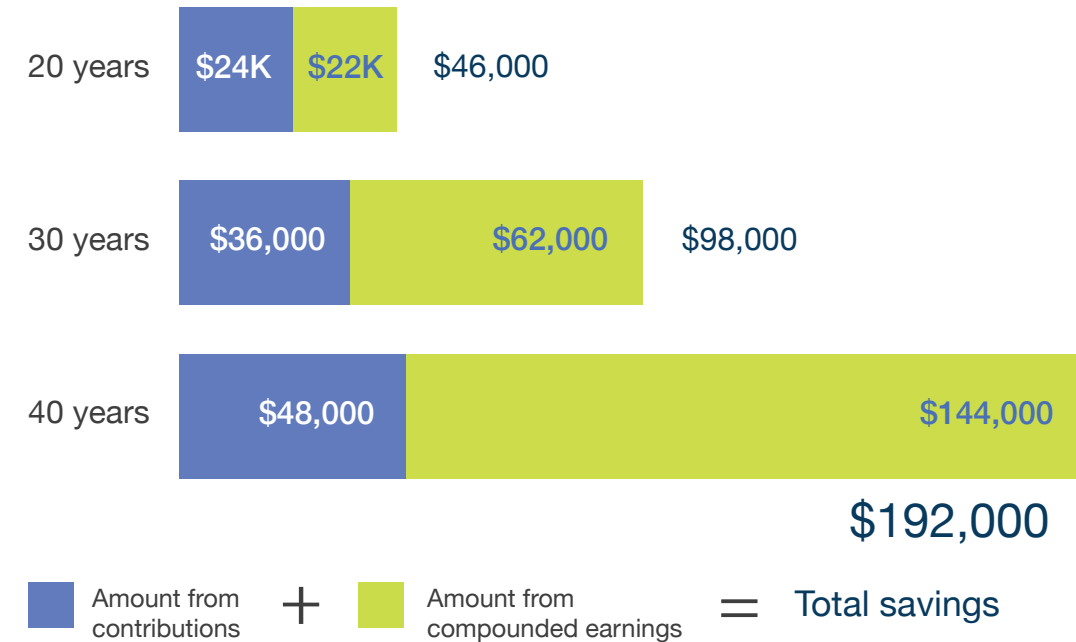 20 years $24K $22K $46,000
30 years $36,000 $62,000 $98,000
40 years $48,000 $144,000
$192,000
Amount from contributions + Amount from compounded earnings = Total savings